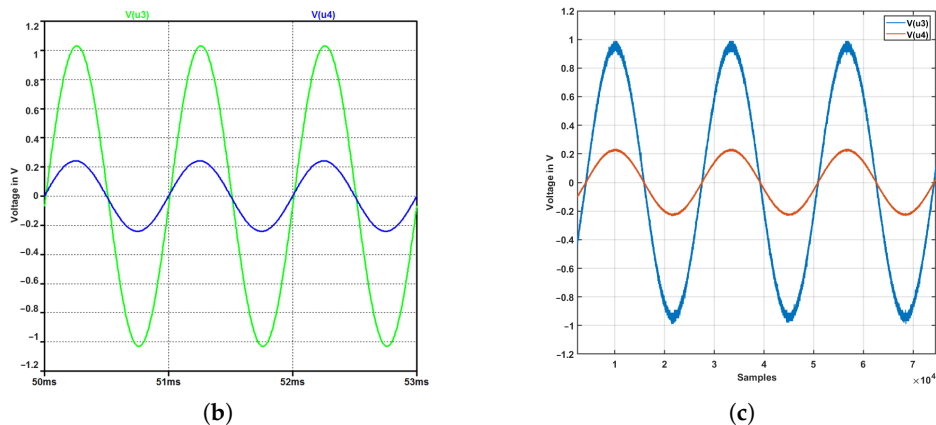 V(u3) V(u4)
1.2
1
0.8
0.6
0.4
0.2
0
−0.2
−0.4
−0.6
−0.8
−1
−1.2
Voltage in V
50ms 51ms 52ms 53ms
(b)
V(u3)
V(u4)
1.2
1
0.8
0.6
0.4
0.2
0
−0.2
−0.4
−0.6
−0.8
−1
−1.2
Voltage in V
1 2 3 4 5 6 7
Samples
×10⁴
(c)